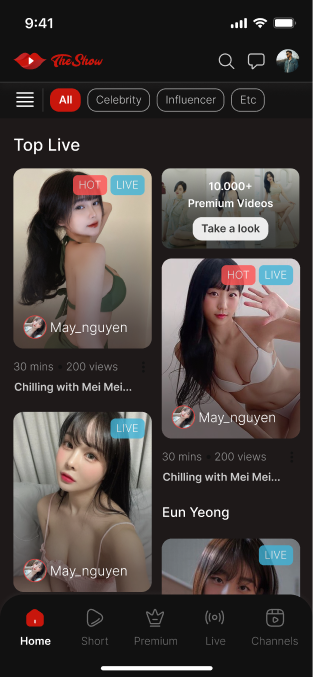 9:41
The Show
All
Celebrity
Influencer
Etc
Top Live
HOT
LIVE
May_nguyen
30 mins • 200 views
Chilling with Mei Mei...
10.000+
Premium Videos
Take a look
HOT
LIVE
May_nguyen
30 mins • 200 views
Chilling with Mei Mei...
LIVE
May_nguyen
Eun Yeong
LIVE
Home
Short
Premium
Live
Channels